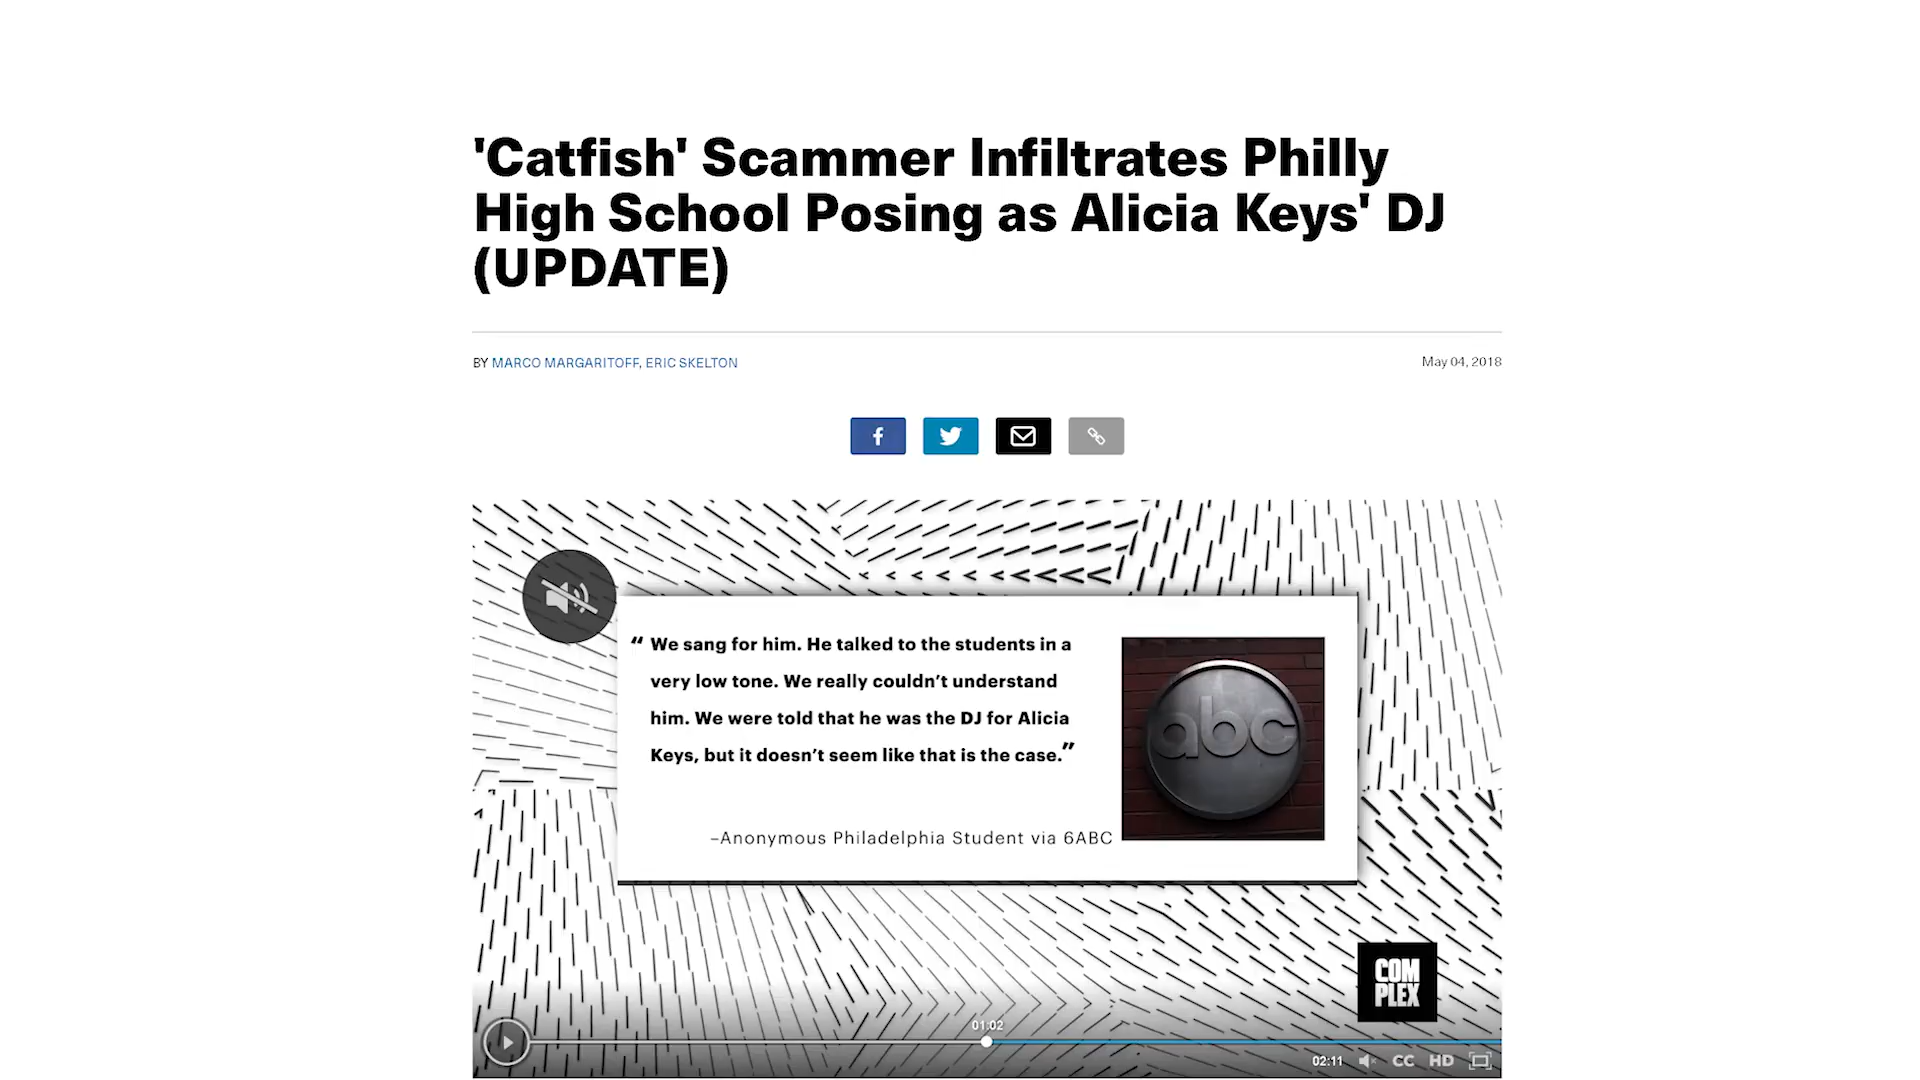 'Catfish' Scammer Infiltrates Philly
High School Posing as Alicia Keys' DJ
(UPDATE)
BY MARCO MARGARITOFF, ERIC SKELTON
May 04, 2018
f
“ We sang for him. He talked to the students in a
very low tone. We really couldn’t understand
him. We were told that he was the DJ for Alicia
Keys, but it doesn’t seem like that is the case.”
–Anonymous Philadelphia Student via 6ABC
abc
COM
PLEX
01:02
02:11
CC
HD